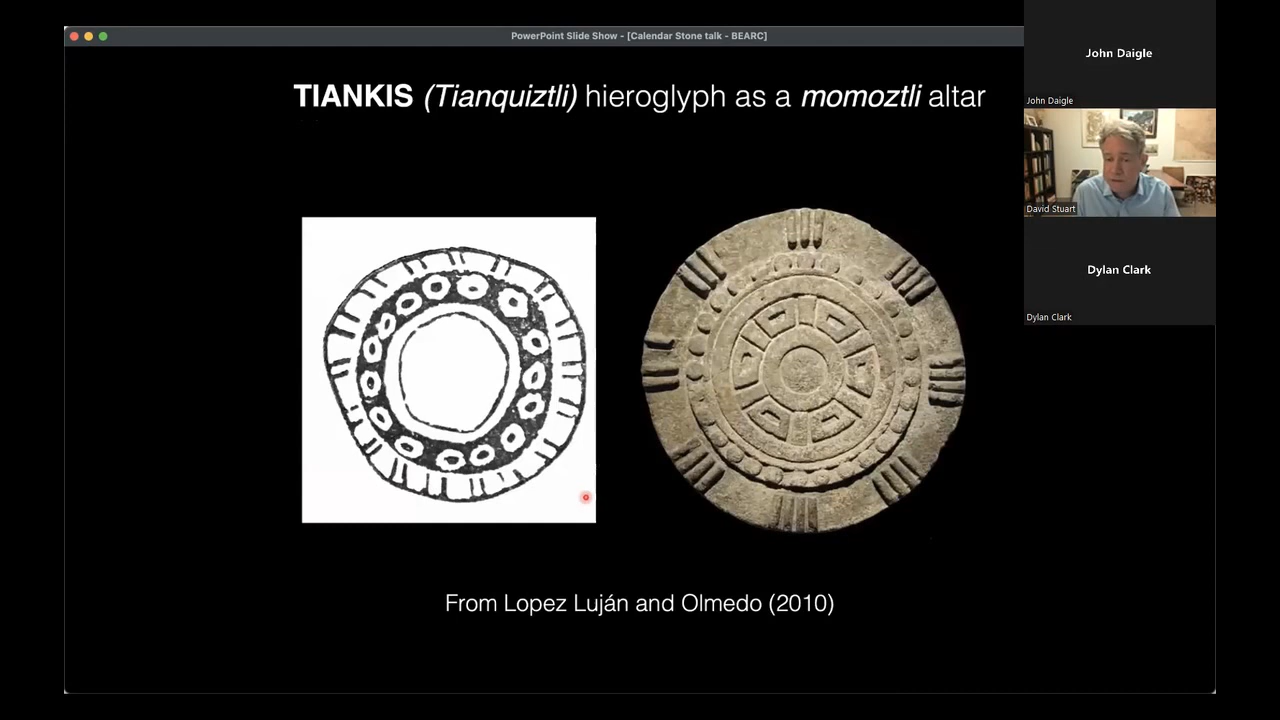 PowerPoint Slide Show - [Calendar Stone talk - BEARC]
TIANKIS (Tianquiztli) hieroglyph as a momoztli altar
From Lopez Luján and Olmedo (2010)
John Daigle
John Daigle
David Stuart
Dylan Clark
Dylan Clark